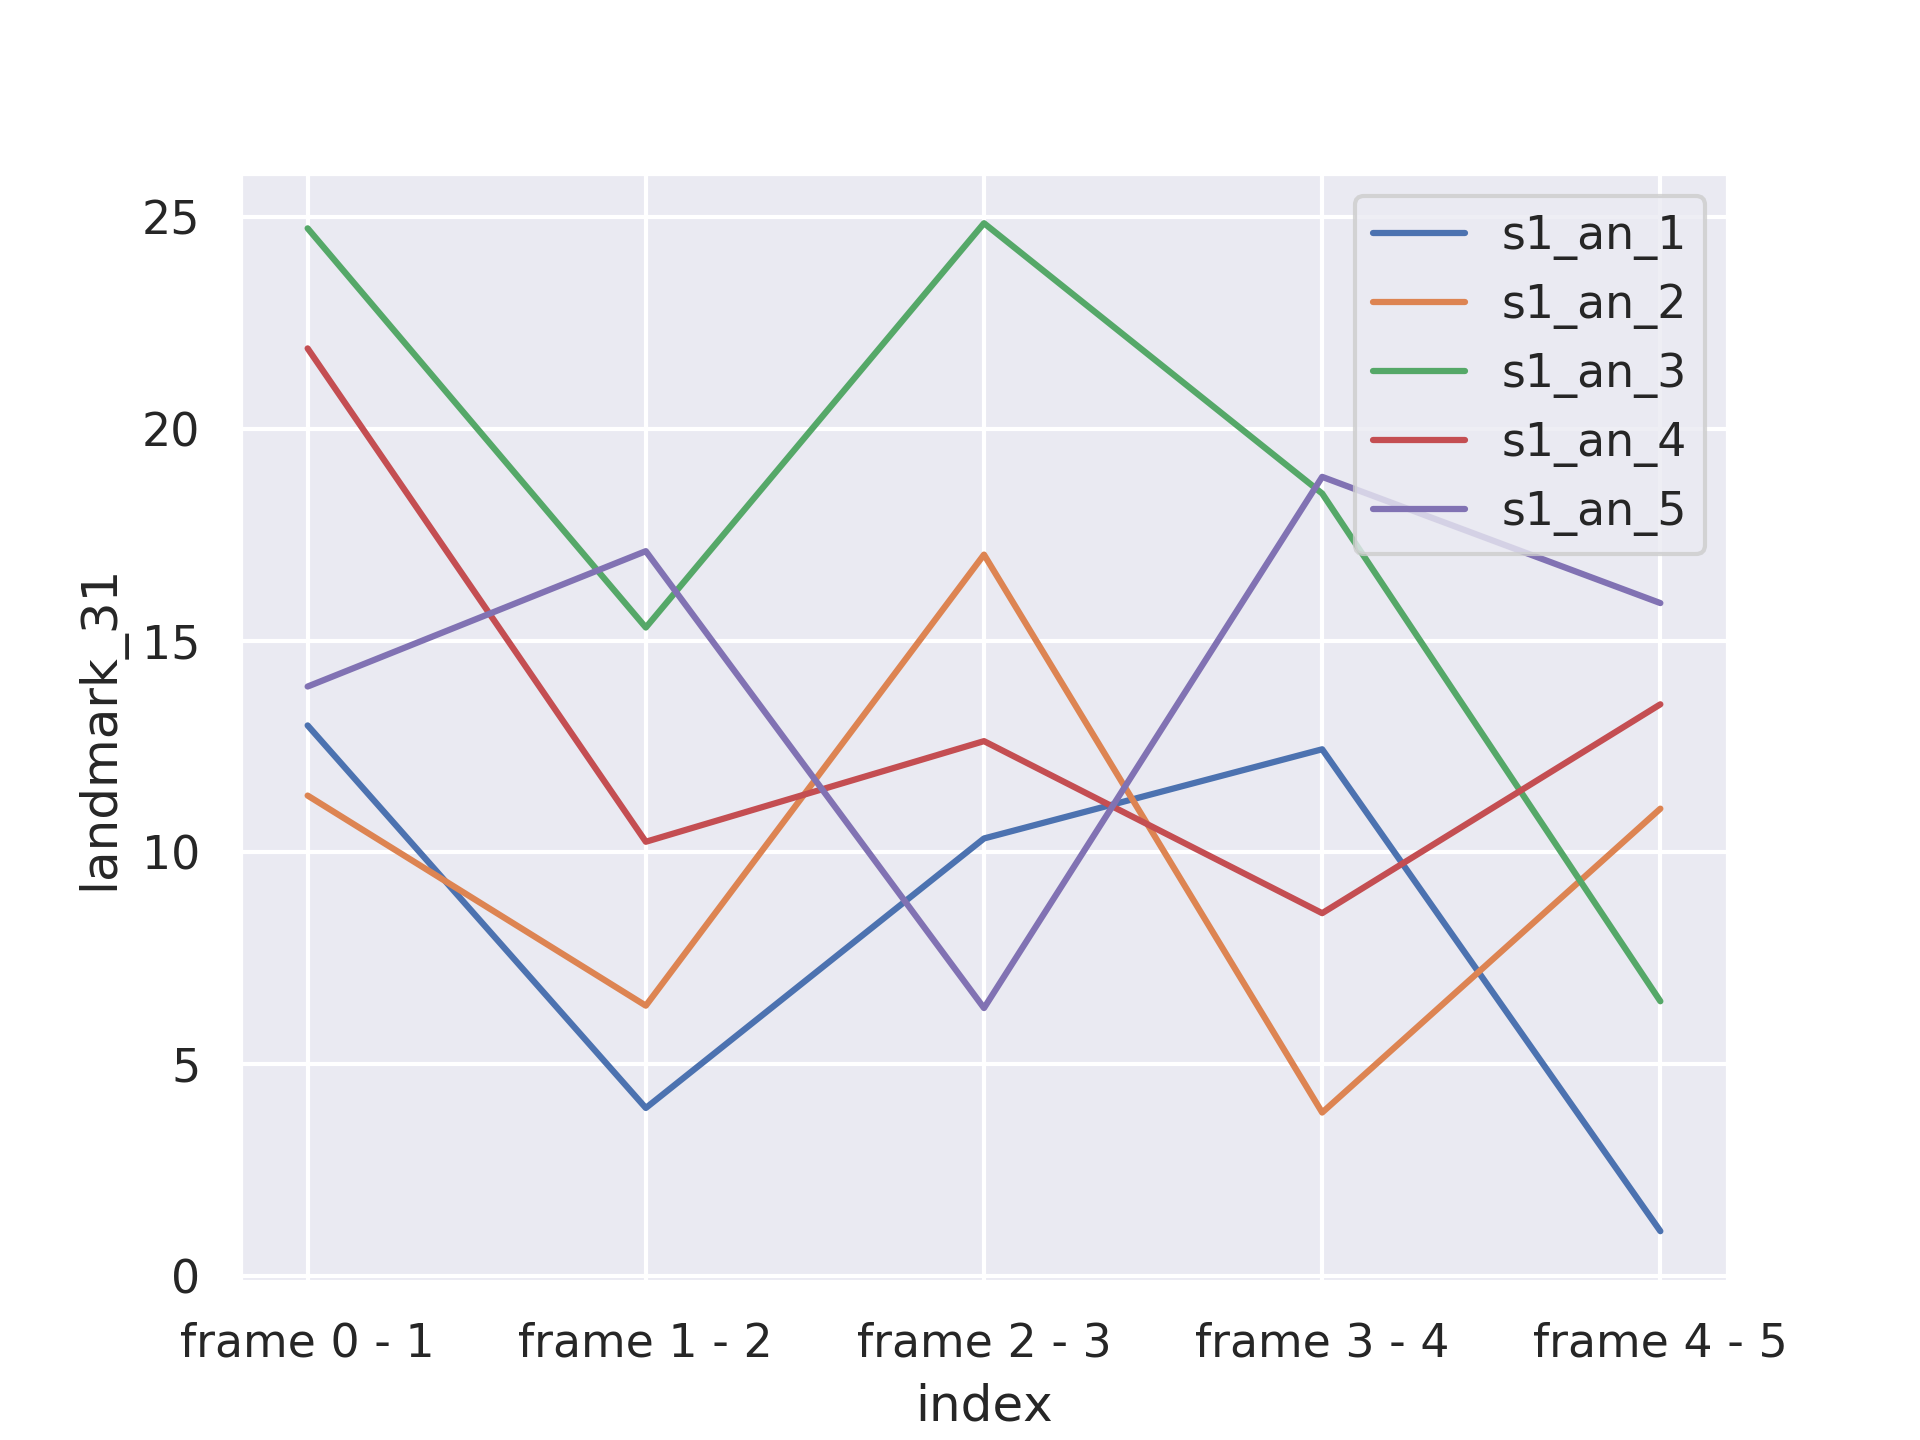 25
20
15
10
5
0
landmark_31
s1_an_1
s1_an_2
s1_an_3
s1_an_4
s1_an_5
frame 0 - 1
frame 1 - 2
frame 2 - 3
frame 3 - 4
frame 4 - 5
index